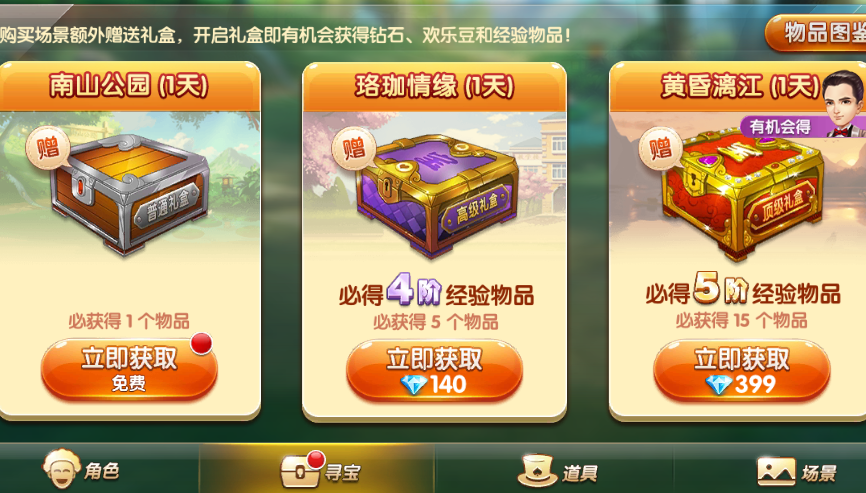 购买场景额外赠送礼盒，开启礼盒即有机会获得钻石、欢乐豆和经验物品！
物品图鉴
南山公园 (1天)
赠
普通礼盒
必获得 1 个物品
立即获取
免费
珞珈情缘 (1天)
赠
高级礼盒
必得4阶经验物品
必获得 5 个物品
立即获取
140
黄昏漓江 (1天)
有机会得
赠
顶级礼盒
必得5阶经验物品
必获得 15 个物品
立即获取
399
角色
寻宝
道具
场景